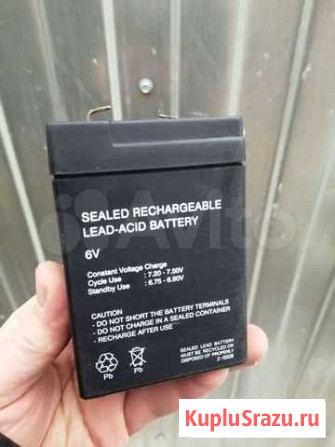 SEALED RECHARGEABLE
LEAD-ACID BATTERY
6V
Constant Voltage Charge
Cycle Use : 7.20 - 7.50V
Standby Use : 6.75 - 6.90V
CAUTION :
- DO NOT SHORT THE BATTERY TERMINALS
- DO NOT CHARGE IN A SEALED CONTAINER
- RECHARGE AFTER USE
SEALED LEAD BATTERY
MUST BE RECYCLED OR
DISPOSED OF PROPERLY
Pb
Pb
Avito
KupluSrazu.ru